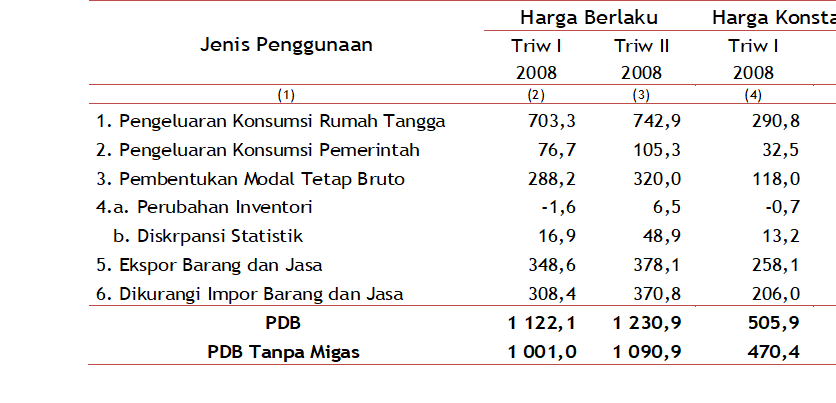 Harga Berlaku Harga Konsta
Jenis Penggunaan Triw I Triw II Triw I
2008 2008 2008
(1) (2) (3) (4)
1. Pengeluaran Konsumsi Rumah Tangga 703,3 742,9 290,8
2. Pengeluaran Konsumsi Pemerintah 76,7 105,3 32,5
3. Pembentukan Modal Tetap Bruto 288,2 320,0 118,0
4.a. Perubahan Inventori -1,6 6,5 -0,7
b. Diskrpansi Statistik 16,9 48,9 13,2
5. Ekspor Barang dan Jasa 348,6 378,1 258,1
6. Dikurangi Impor Barang dan Jasa 308,4 370,8 206,0
PDB 1 122,1 1 230,9 505,9
PDB Tanpa Migas 1 001,0 1 090,9 470,4